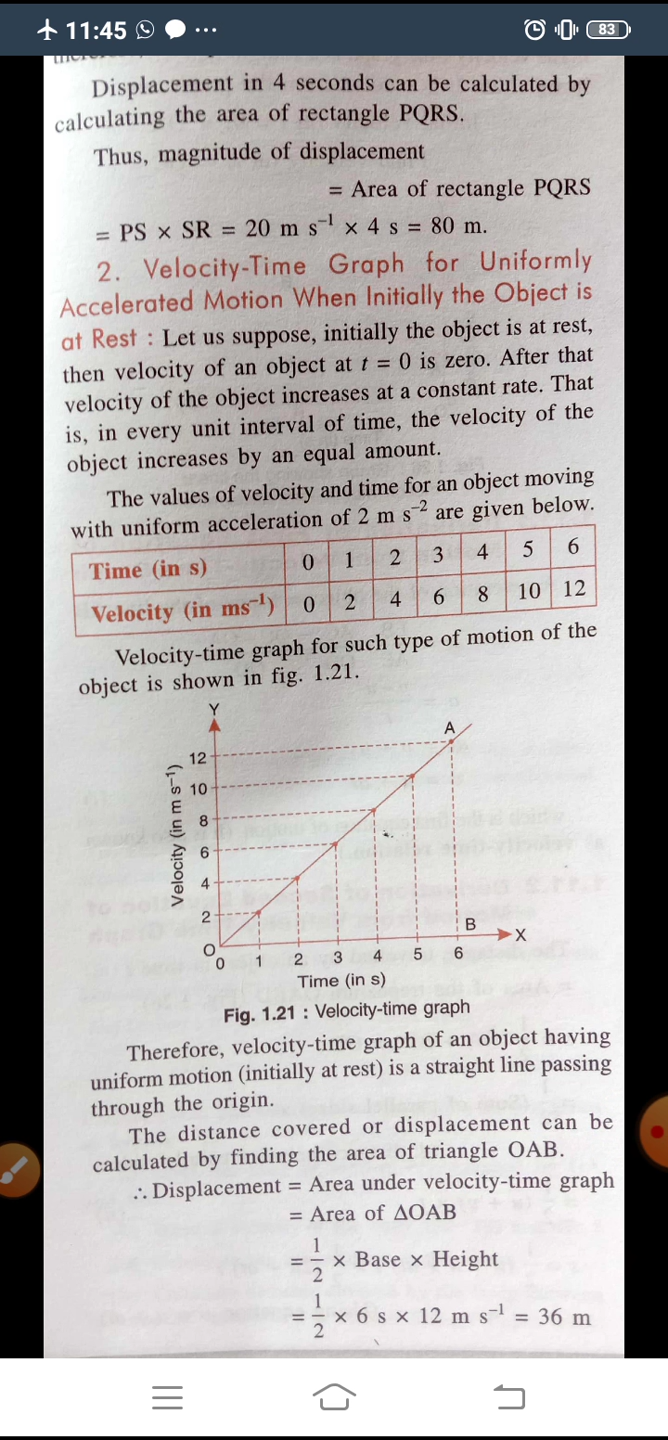 11:45 ... 83
Displacement in 4 seconds can be calculated by
calculating the area of rectangle PQRS.
Thus, magnitude of displacement
= Area of rectangle PQRS
= PS × SR = 20 m s⁻¹ × 4 s = 80 m.
2. Velocity-Time Graph for Uniformly
Accelerated Motion When Initially the Object is
at Rest : Let us suppose, initially the object is at rest,
then velocity of an object at t = 0 is zero. After that
velocity of the object increases at a constant rate. That
is, in every unit interval of time, the velocity of the
object increases by an equal amount.
The values of velocity and time for an object moving
with uniform acceleration of 2 m s⁻² are given below.
Time (in s) 0 1 2 3 4 5 6
Velocity (in ms⁻¹) 0 2 4 6 8 10 12
Velocity-time graph for such type of motion of the
object is shown in fig. 1.21.
Y
A
12
10
8
6
4
2
Velocity (in m s⁻¹)
O
B
X
0 1 2 3 4 5 6
Time (in s)
Fig. 1.21 : Velocity-time graph
Therefore, velocity-time graph of an object having
uniform motion (initially at rest) is a straight line passing
through the origin.
The distance covered or displacement can be
calculated by finding the area of triangle OAB.
∴ Displacement = Area under velocity-time graph
= Area of ΔOAB
= 1/2 × Base × Height
= 1/2 × 6 s × 12 m s⁻¹ = 36 m